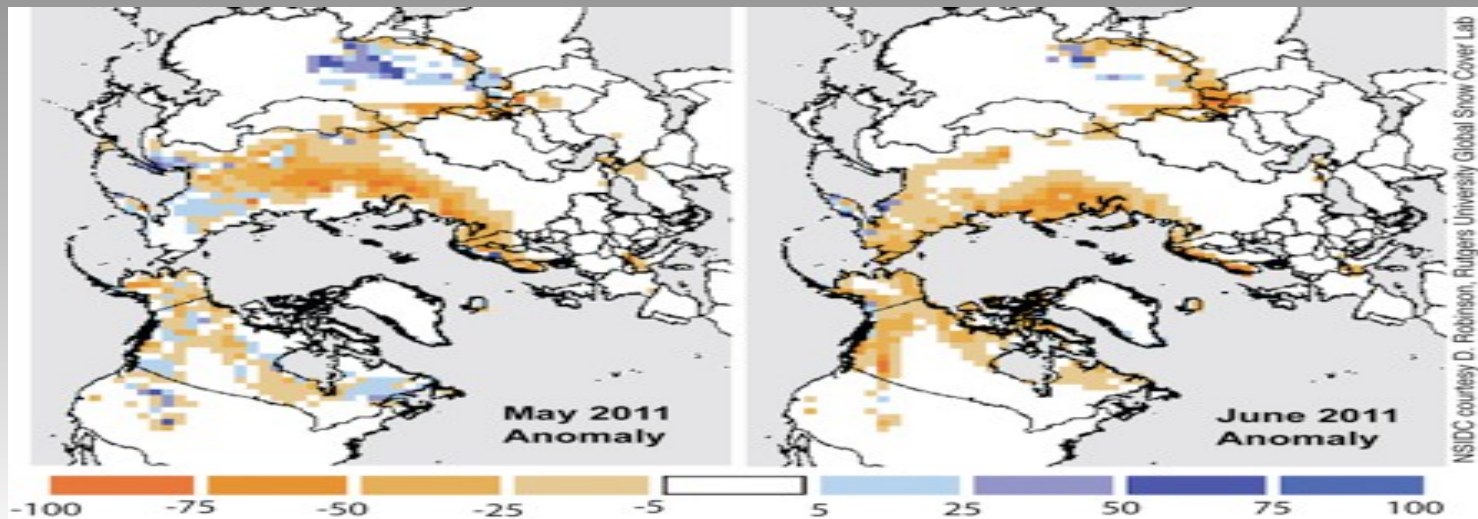 May 2011
Anomaly
June 2011
Anomaly
NSIDC courtesy D. Robinson, Rutgers University Global Snow Cover Lab
-100 -75 -50 -25 -5 5 25 50 75 100